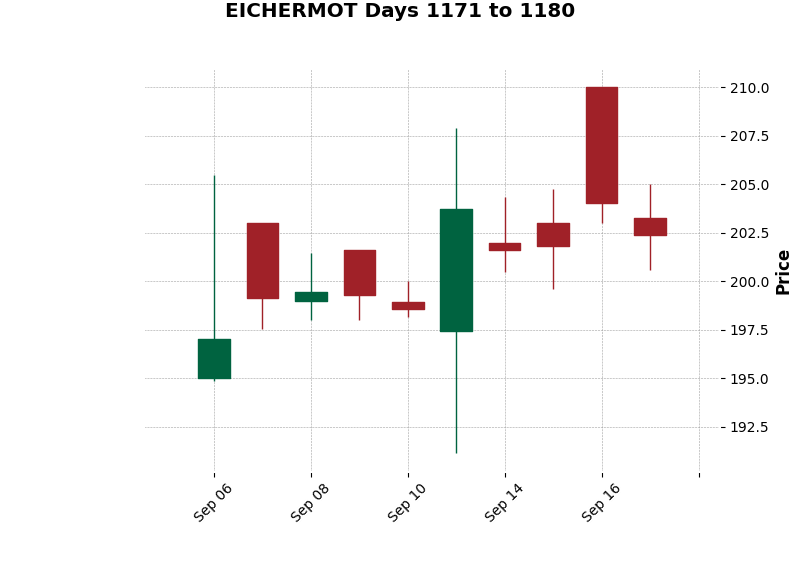 EICHERMOT Days 1171 to 1180
210.0
207.5
205.0
202.5
200.0
197.5
195.0
192.5
Price
Sep 06
Sep 08
Sep 10
Sep 14
Sep 16